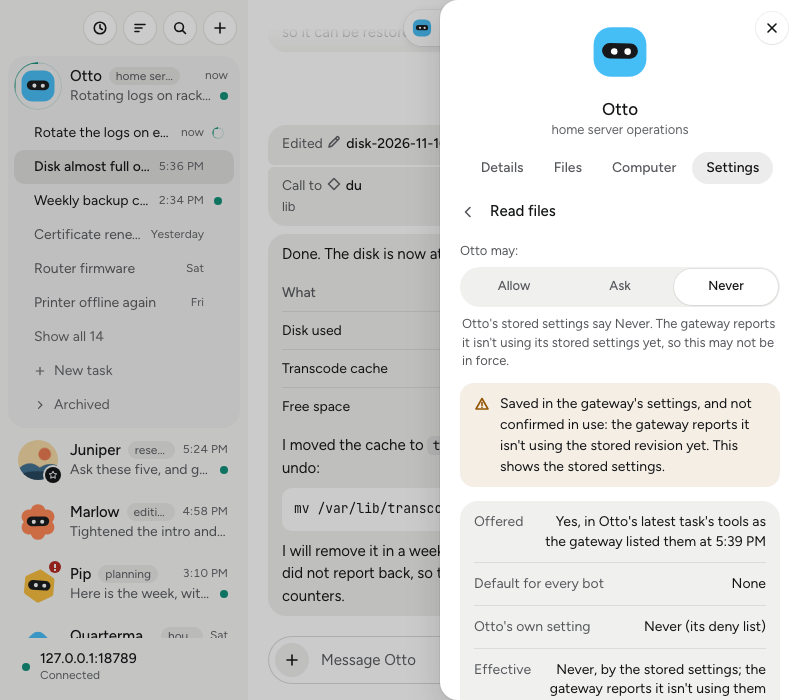 Otto home ser... now
Rotating logs on rack...
Rotate the logs on e... now
Disk almost full o... 5:36 PM
Weekly backup c... 2:34 PM
Certificate rene... Yesterday
Router firmware Sat
Printer offline again Fri
Show all 14
New task
Archived
Juniper rese... 5:24 PM
Ask these five, and g...
Marlow editi... 4:58 PM
Tightened the intro and...
Pip planning 3:10 PM
Here is the week, wit...
Quarterma hou Sat
127.0.0.1:18789
Connected
so it can be restor
Edited disk-2026-11-1
Call to du
lib
Done. The disk is now at
What
Disk used
Transcode cache
Free space
I moved the cache to
undo:
mv /var/lib/transco
I will remove it in a week
did not report back, so t
counters.
Message Otto
Otto
home server operations
Details Files Computer Settings
Read files
Otto may:
Allow Ask Never
Otto's stored settings say Never. The gateway reports
it isn't using its stored settings yet, so this may not be
in force.
Saved in the gateway's settings, and not
confirmed in use: the gateway reports it
isn't using the stored revision yet. This
shows the stored settings.
Offered Yes, in Otto's latest task's tools as
the gateway listed them at 5:39 PM
Default for every bot None
Otto's own setting Never (its deny list)
Effective Never, by the stored settings; the
gateway reports it isn't using them